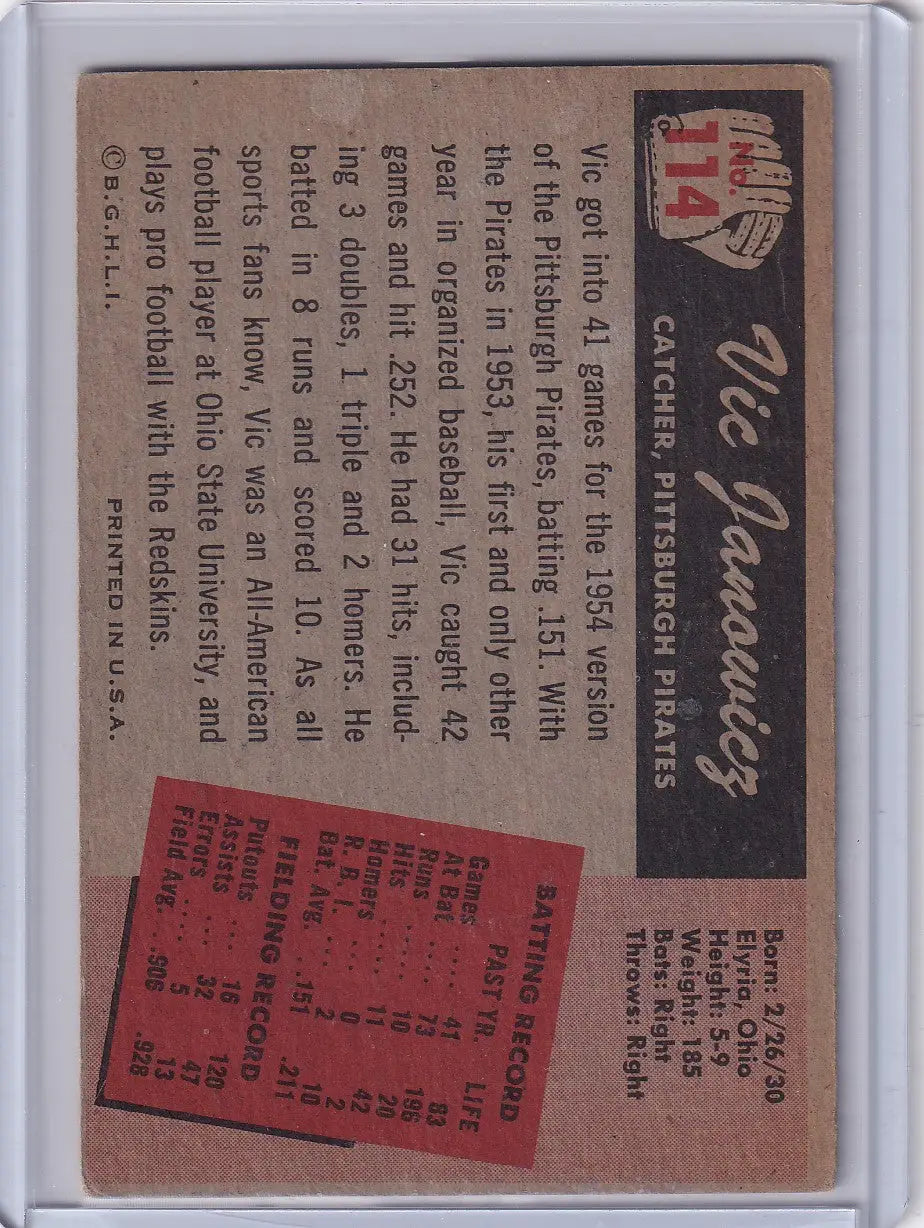 No.
114
Vic Janowicz
CATCHER, PITTSBURGH PIRATES
Born: 2/26/30
Elyria, Ohio
Height: 5-9
Weight: 185
Bats: Right
Throws: Right
Vic got into 41 games for the 1954 version
of the Pittsburgh Pirates, batting .151. With
the Pirates in 1953, his first and only other
year in organized baseball, Vic caught 42
games and hit .252. He had 31 hits, includ-
ing 3 doubles, 1 triple and 2 homers. He
batted in 8 runs and scored 10. As all
sports fans know, Vic was an All-American
football player at Ohio State University, and
plays pro football with the Redskins.
BATTING RECORD
PAST YR. LIFE
Games .... 41 83
At Bat .... 73 196
Runs .... 10 20
Hits .... 11 42
Homers .... 0 2
R. B. I. ... 2 10
Bat. Avg. ... .151 .211
FIELDING RECORD
Putouts ... 16 120
Assists ... 32 47
Errors .... 5 13
Field Avg. .. .906 .928
© B.G.H.L.I. PRINTED IN U.S.A.